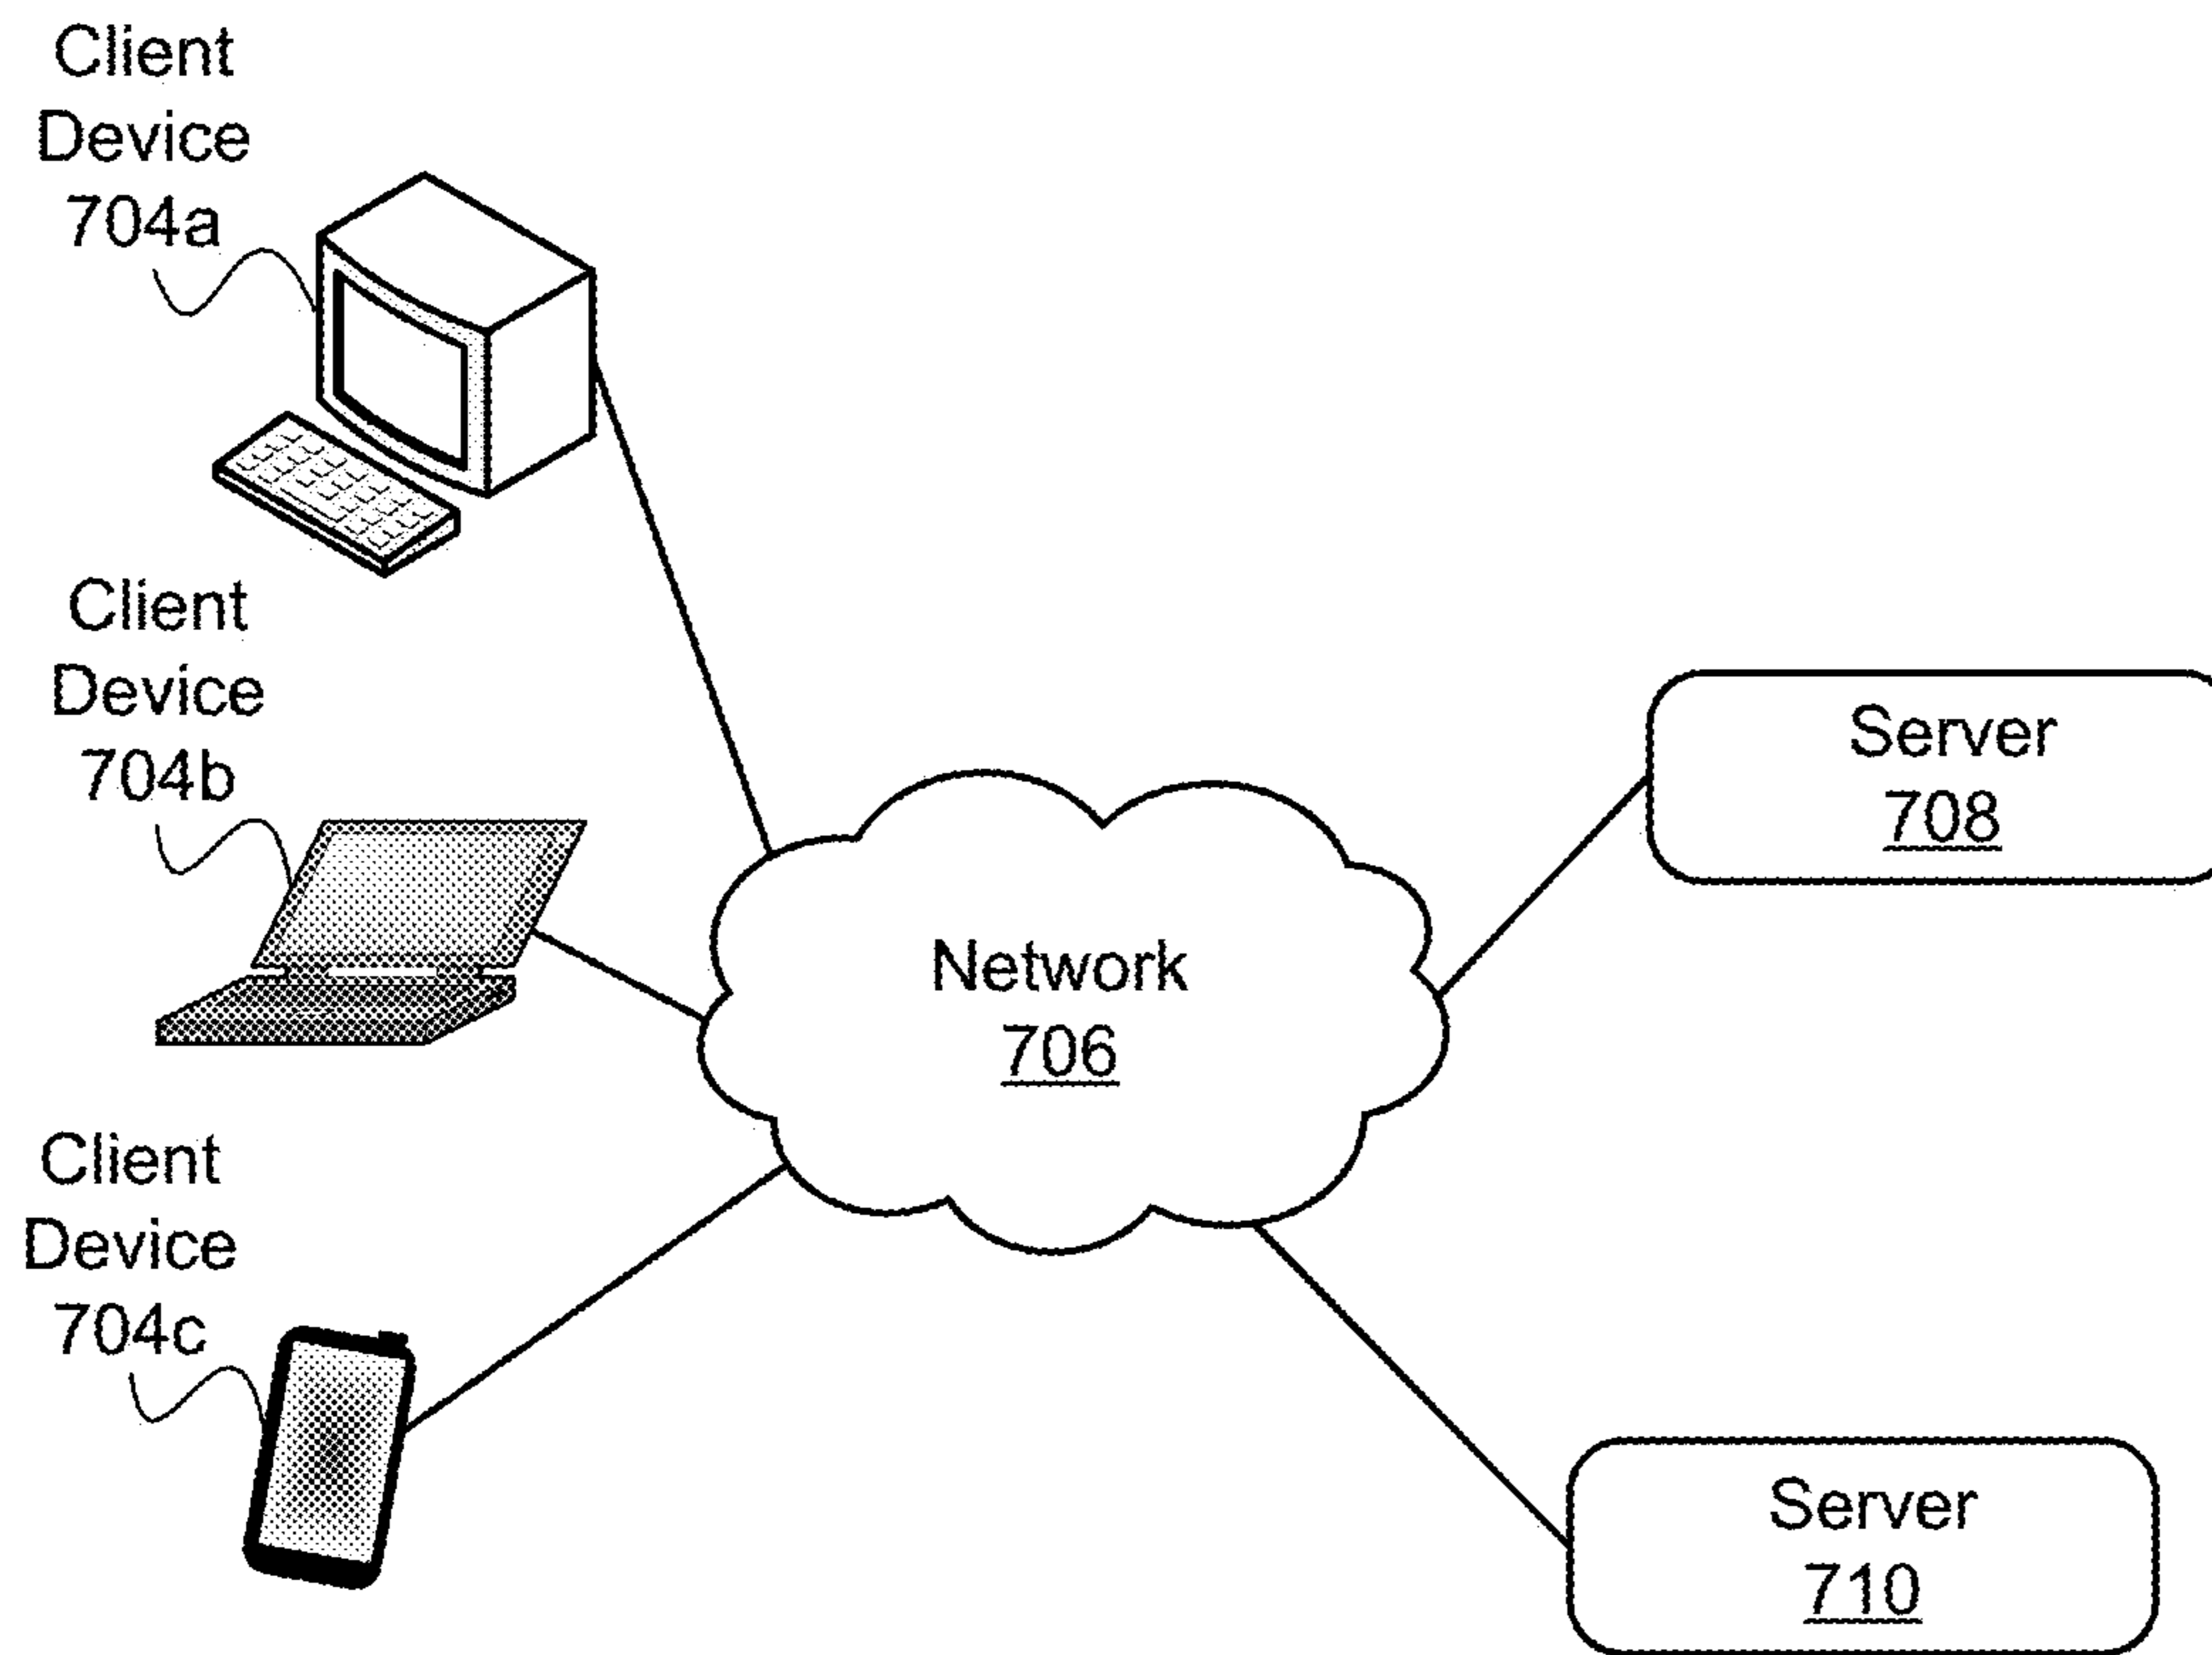 Client
Device
704a
Client
Device
704b
Client
Device
704c
Network
706
Server
708
Server
710